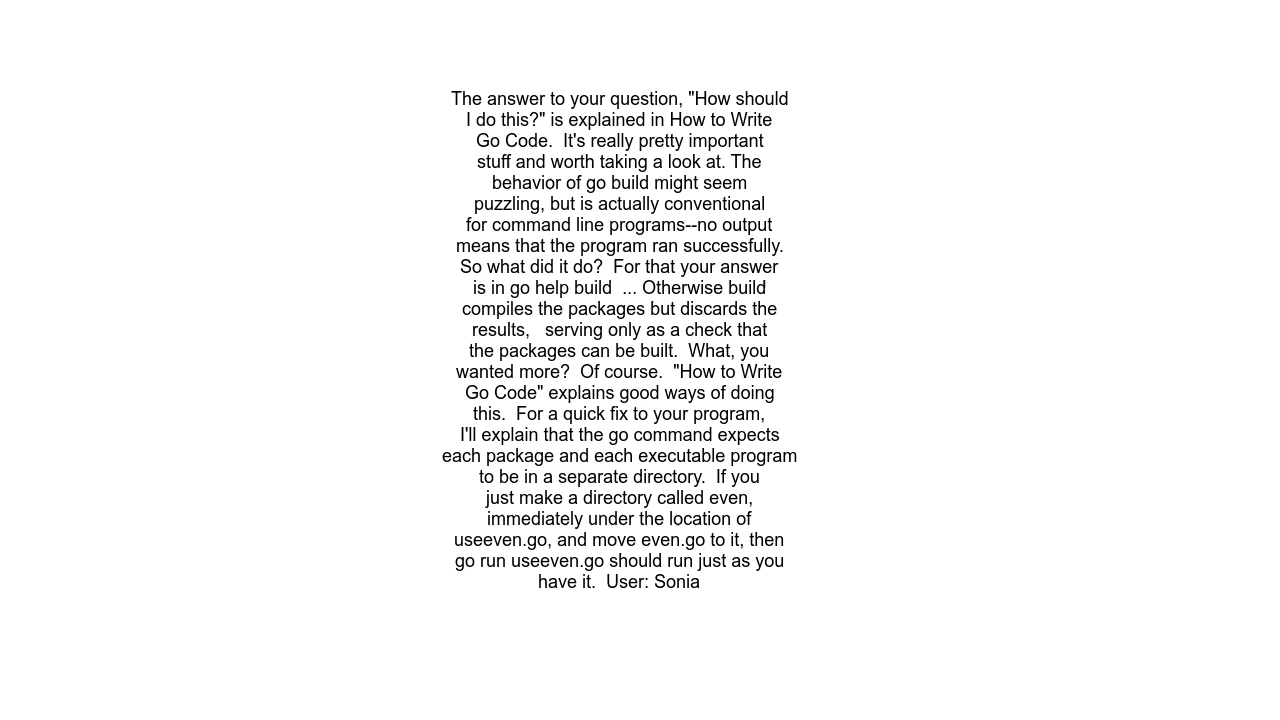 The answer to your question, "How should
I do this?" is explained in How to Write
Go Code.  It's really pretty important
stuff and worth taking a look at. The
behavior of go build might seem
puzzling, but is actually conventional
for command line programs--no output
means that the program ran successfully.
So what did it do?  For that your answer
is in go help build  ... Otherwise build
compiles the packages but discards the
results,   serving only as a check that
the packages can be built.  What, you
wanted more?  Of course.  "How to Write
Go Code" explains good ways of doing
this.  For a quick fix to your program,
I'll explain that the go command expects
each package and each executable program
to be in a separate directory.  If you
just make a directory called even,
immediately under the location of
useeven.go, and move even.go to it, then
go run useeven.go should run just as you
have it.  User: Sonia